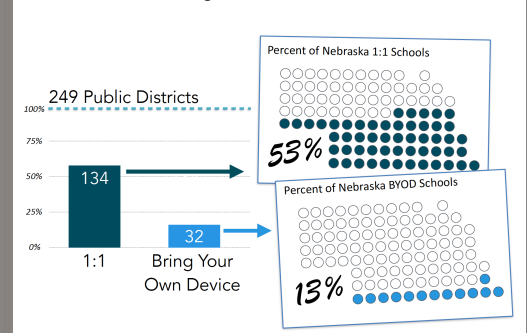 249 Public Districts
100%
75%
50%
25%
0%
134
32
1:1
Bring Your
Own Device
Percent of Nebraska 1:1 Schools
53%
Percent of Nebraska BYOD Schools
13%